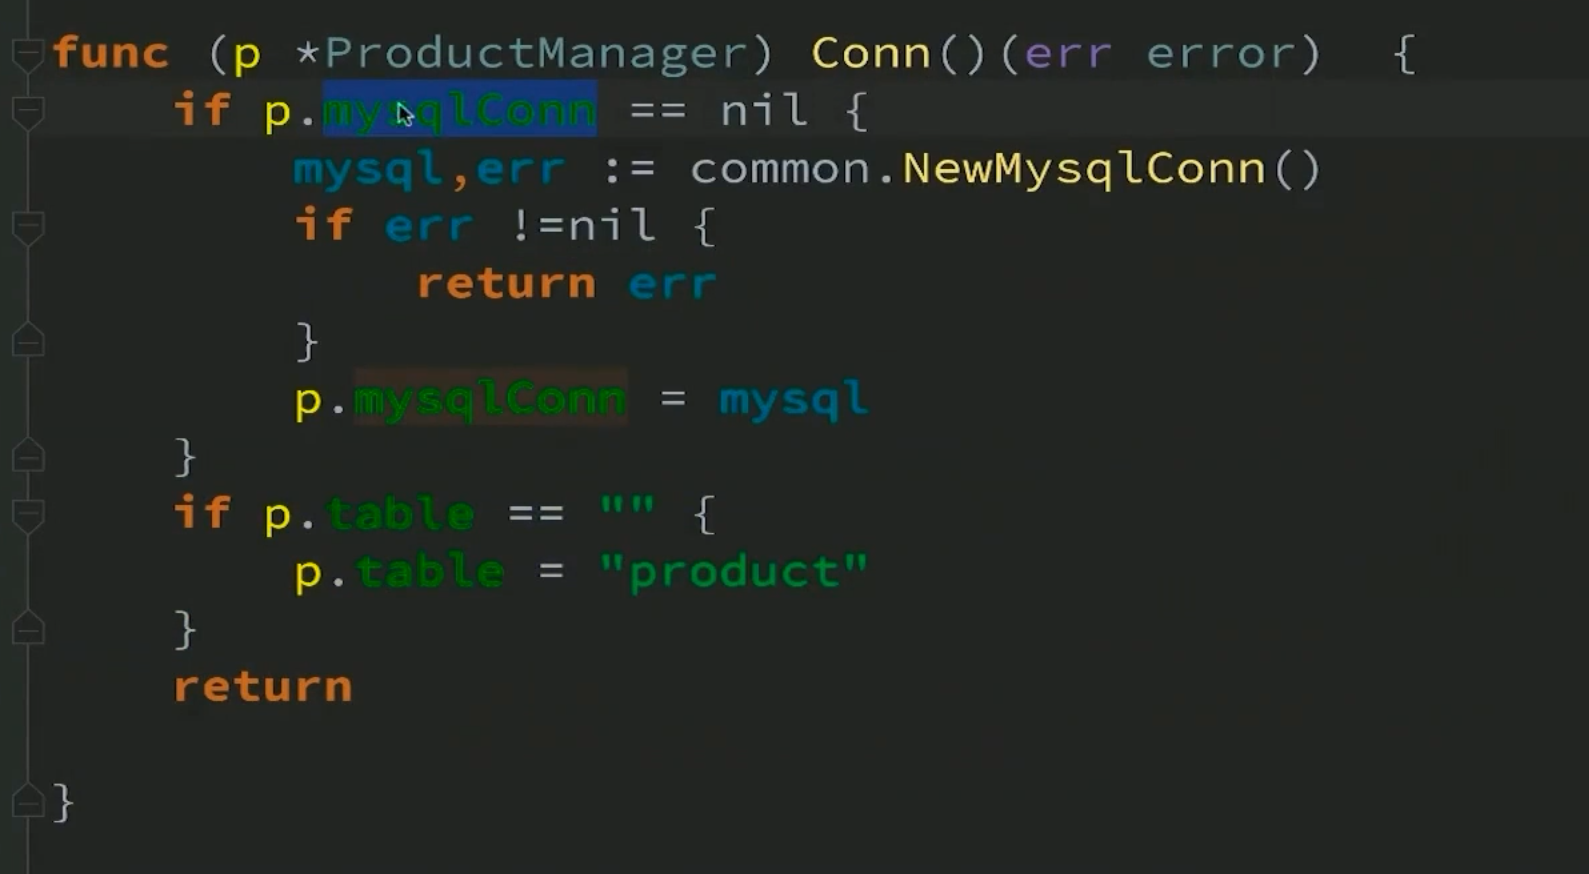 func (p *ProductManager) Conn()(err error)  {
    if p.mysqlConn == nil {
        mysql,err := common.NewMysqlConn()
        if err !=nil {
            return err
        }
        p.mysqlConn = mysql
    }
    if p.table == "" {
        p.table = "product"
    }
    return
}